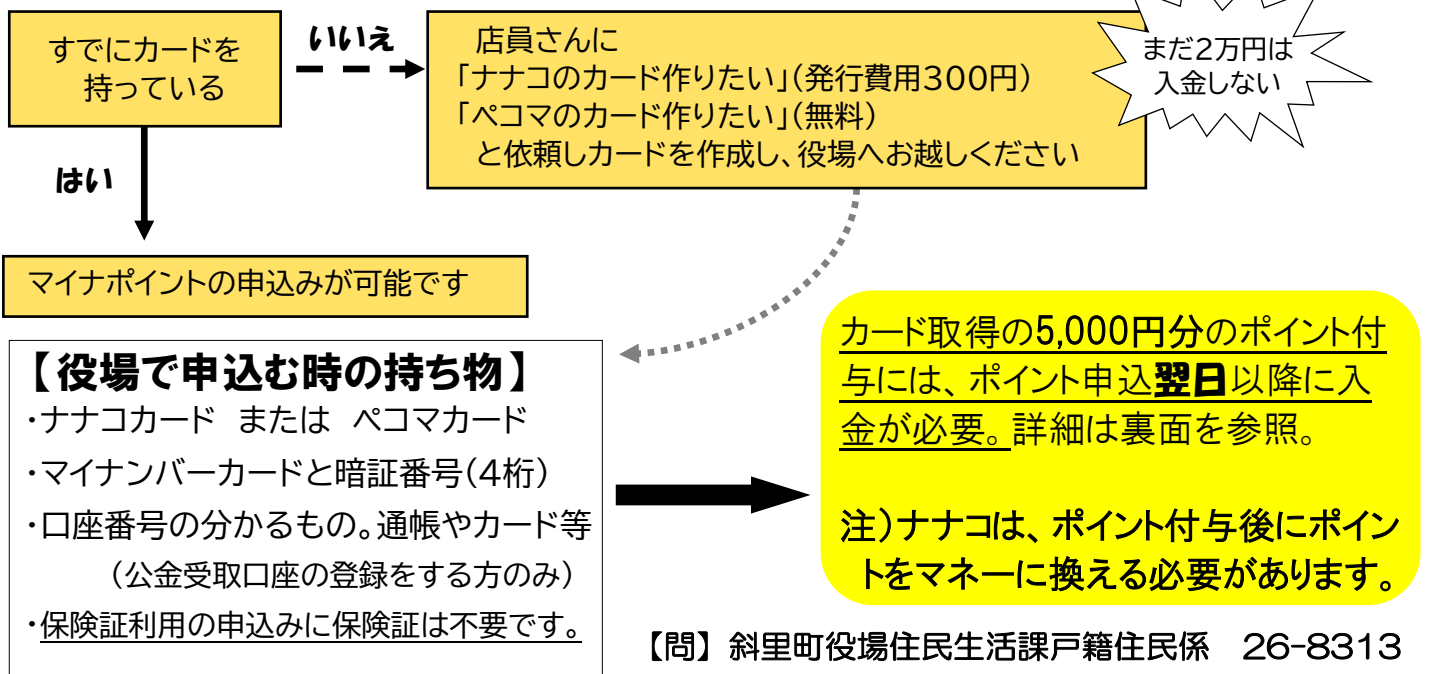 すでにカードを
持っている
いいえ
店員さんに
「ナナコのカード作りたい」(発行費用300円)
「ペコマのカード作りたい」(無料)
と依頼しカードを作成し、役場へお越しください
まだ2万円は
入金しない
はい
マイナポイントの申込みが可能です
【役場で申込む時の持ち物】
・ナナコカード または ペコマカード
・マイナンバーカードと暗証番号(4桁)
・口座番号の分かるもの。通帳やカード等
(公金受取口座の登録をする方のみ)
・保険証利用の申込みに保険証は不要です。
カード取得の5,000円分のポイント付
与には、ポイント申込翌日以降に入
金が必要。詳細は裏面を参照。
注)ナナコは、ポイント付与後にポイン
トをマネーに換える必要があります。
【問】斜里町役場住民生活課戸籍住民係 26-8313